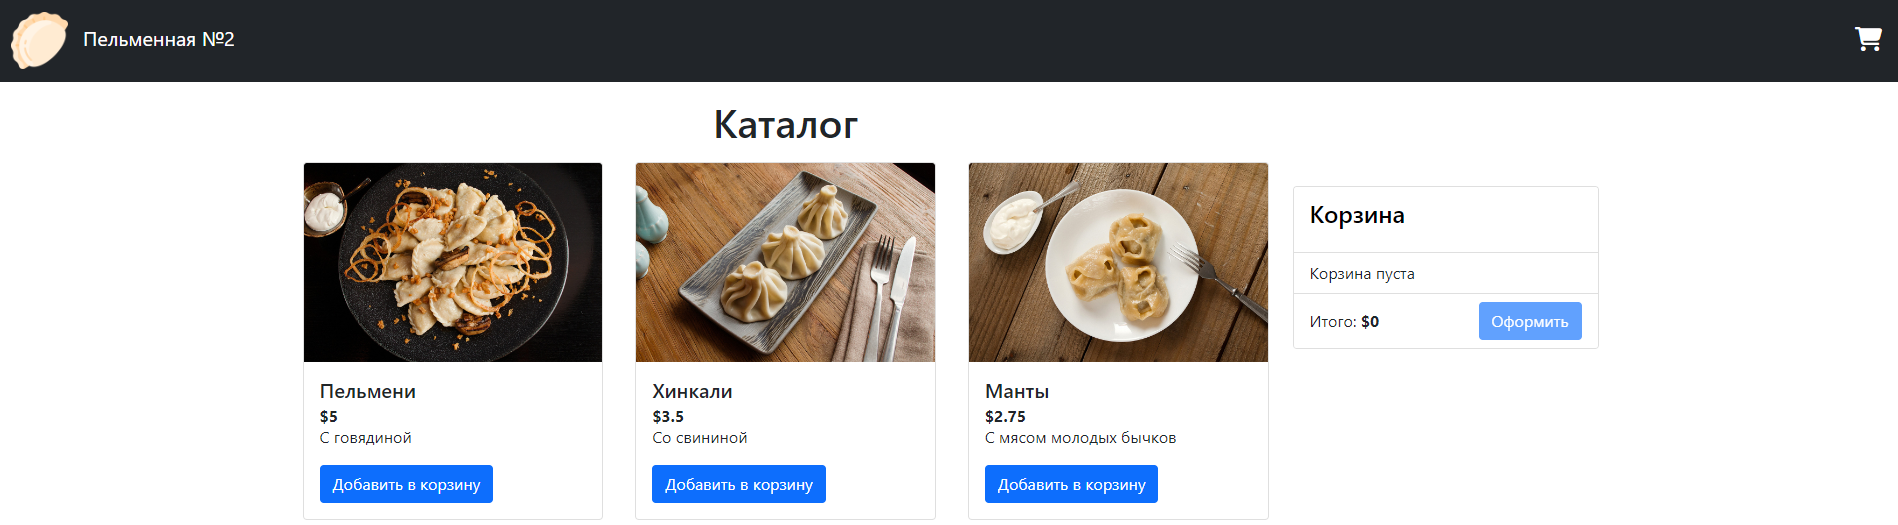 Пельменная №2
Каталог
Пельмени
$5
С говядиной
Добавить в корзину
Хинкали
$3.5
Со свининой
Добавить в корзину
Манты
$2.75
С мясом молодых бычков
Добавить в корзину
Корзина
Корзина пуста
Итого: $0
Оформить